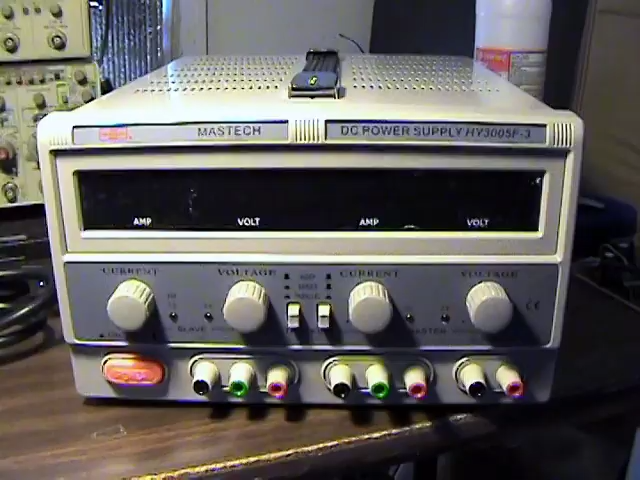 MASTECH
DC POWER SUPPLY HY3005F-3
AMP VOLT AMP VOLT
CURRENT VOLTAGE CURRENT VOLTAGE
SLAVE MASTER
CE